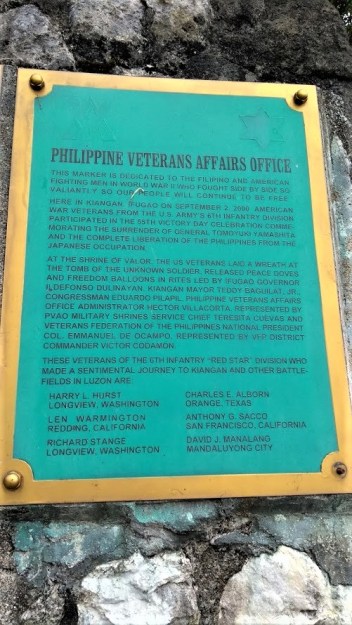 PHILIPPINE VETERANS AFFAIRS OFFICE
THIS MARKER IS DEDICATED TO THE FILIPINO AND AMERICAN
FIGHTING MEN IN WORLD WAR II WHO FOUGHT SIDE BY SIDE SO
VALIANTLY SO OUR PEOPLE WILL CONTINUE TO BE FREE.
HERE IN KIANGAN, IFUGAO ON SEPTEMBER 2, 2000, AMERICAN
WAR VETERANS FROM THE U.S. ARMY'S 6TH INFANTRY DIVISION
PARTICIPATED IN THE 55TH VICTORY DAY CELEBRATION COMME-
MORATING THE SURRENDER OF GENERAL TOMOYUKI YAMASHITA
AND THE COMPLETE LIBERATION OF THE PHILIPPINES FROM THE
JAPANESE OCCUPATION.
AT THE SHRINE OF VALOR, THE US VETERANS LAID A WREATH AT
THE TOMB OF THE UNKNOWN SOLDIER, RELEASED PEACE DOVES
AND FREEDOM BALLOONS IN RITES LED BY IFUGAO GOVERNOR
ILDEFONSO DULINAYAN, KIANGAN MAYOR TEDDY BAGUILAT, JR.,
CONGRESSMAN EDUARDO PILAPIL, PHILIPPINE VETERANS AFFAIRS
OFFICE ADMINISTRATOR HECTOR VILLACORTA, REPRESENTED BY
PVAO MILITARY SHRINES SERVICE CHIEF TERESITA CUEVAS AND
VETERANS FEDERATION OF THE PHILIPPINES NATIONAL PRESIDENT
COL. EMMANUEL DE OCAMPO, REPRESENTED BY VFP DISTRICT
COMMANDER VICTOR CODAMON.
THESE VETERANS OF THE 6TH INFANTRY "RED STAR" DIVISION WHO
MADE A SENTIMENTAL JOURNEY TO KIANGAN AND OTHER BATTLE-
FIELDS IN LUZON ARE:
HARRY L. HURST
LONGVIEW, WASHINGTON
LEN WARMINGTON
REDDING, CALIFORNIA
RICHARD STANGE
LONGVIEW, WASHINGTON
CHARLES E. ALBORN
ORANGE, TEXAS
ANTHONY G. SACCO
SAN FRANCISCO, CALIFORNIA
DAVID J. MANALANG
MANDALUYONG CITY